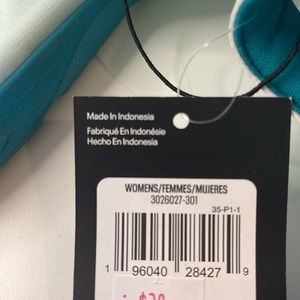 Made In Indonesia
Fabriqué En Indonésie
Hecho En Indonesia
WOMENS/FEMMES/MUJERES
3026027-301
35-P1-1
1 96040 28427 9